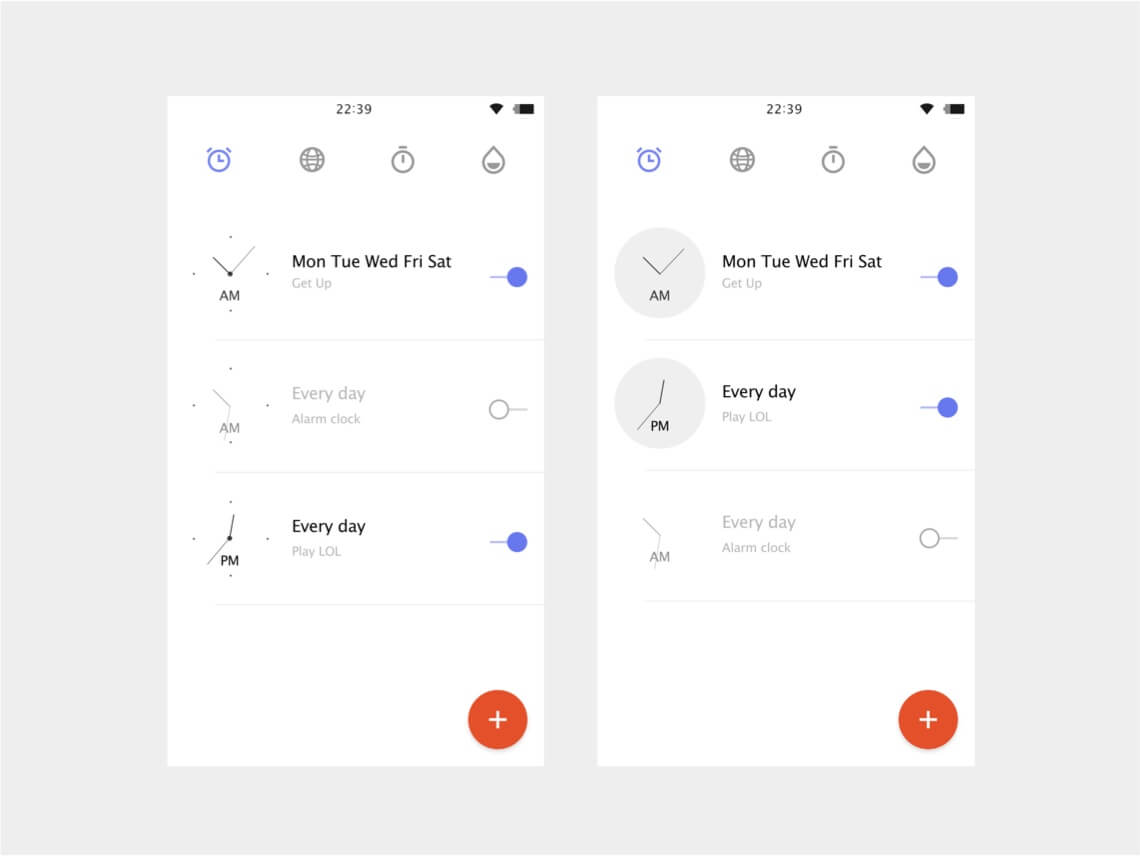 22:39
Mon Tue Wed Fri Sat
Get Up
AM
Every day
Alarm clock
AM
Every day
Play LOL
PM
+
22:39
Mon Tue Wed Fri Sat
Get Up
AM
Every day
Play LOL
PM
Every day
Alarm clock
AM
+